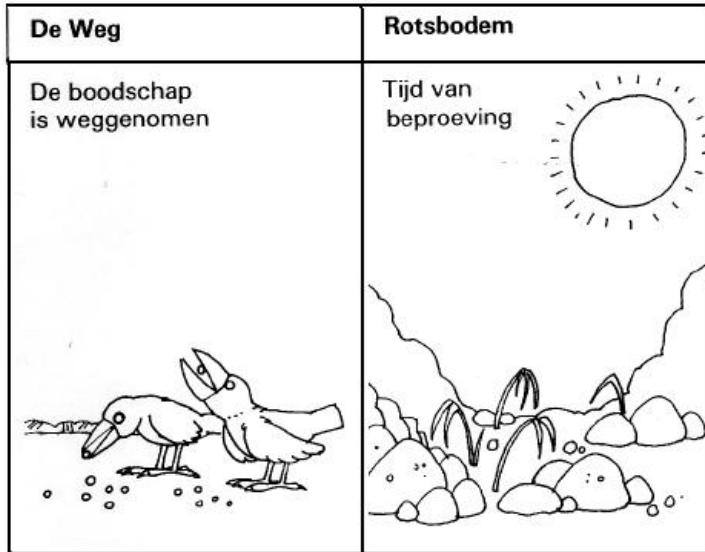 De Weg
De boodschap
is weggenomen
Rotsbodem
Tijd van
beproeving